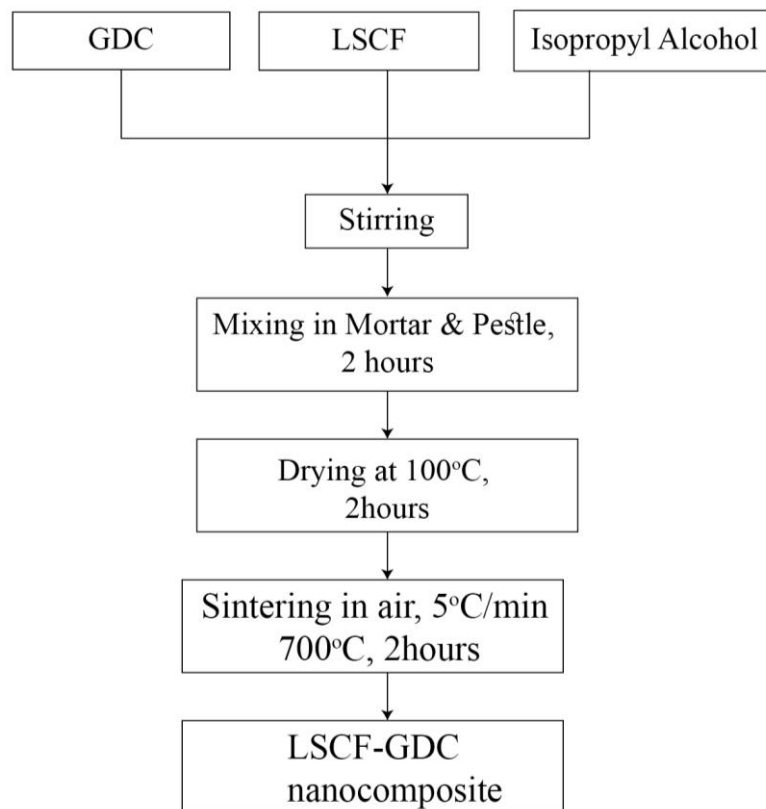 GDC
LSCF
Isopropyl Alcohol
Stirring
Mixing in Mortar & Pestle,
2 hours
Drying at 100°C,
2hours
Sintering in air, 5°C/min
700°C, 2hours
LSCF-GDC
nanocomposite